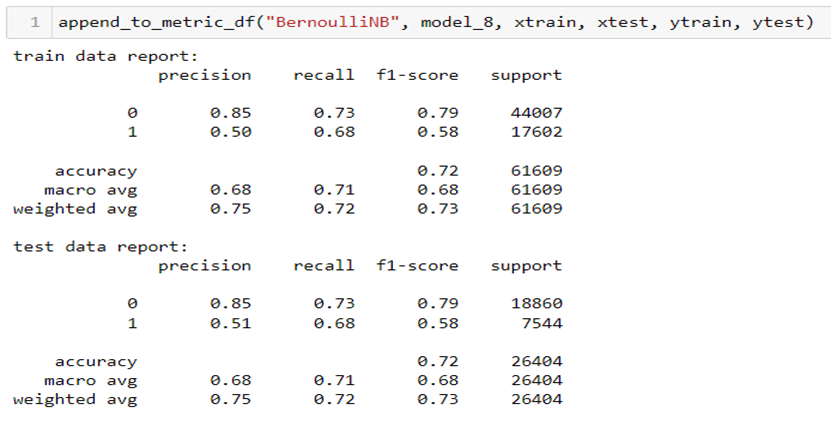 1 append_to_metric_df("BernoulliNB", model_8, xtrain, xtest, ytrain, ytest)
train data report:
precision recall f1-score support
0 0.85 0.73 0.79 44007
1 0.50 0.68 0.58 17602
accuracy 0.72 61609
macro avg 0.68 0.71 0.68 61609
weighted avg 0.75 0.72 0.73 61609
test data report:
precision recall f1-score support
0 0.85 0.73 0.79 18860
1 0.51 0.68 0.58 7544
accuracy 0.72 26404
macro avg 0.68 0.71 0.68 26404
weighted avg 0.75 0.72 0.73 26404